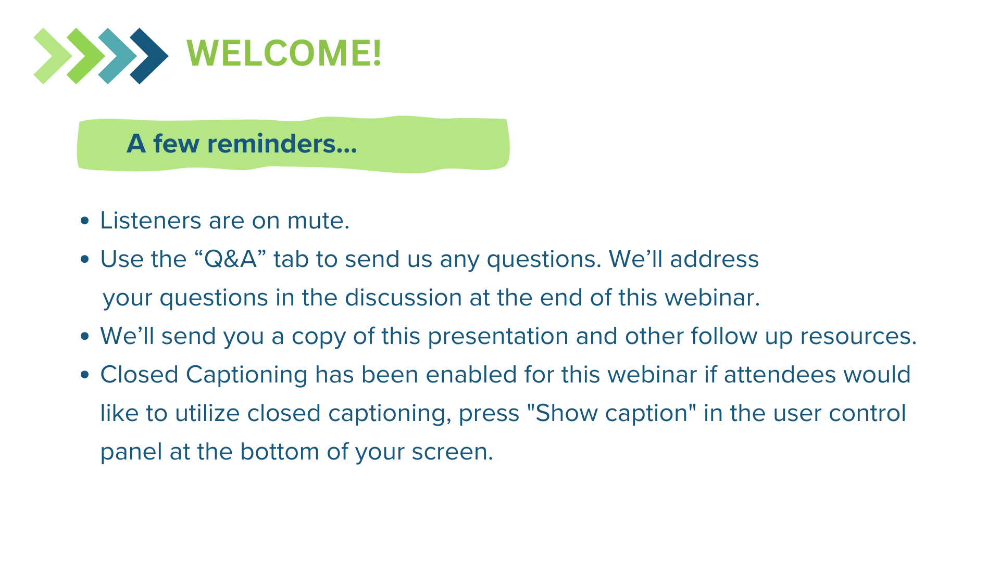 WELCOME!
A few reminders...
• Listeners are on mute.
• Use the “Q&A” tab to send us any questions. We’ll address
your questions in the discussion at the end of this webinar.
• We’ll send you a copy of this presentation and other follow up resources.
• Closed Captioning has been enabled for this webinar if attendees would
like to utilize closed captioning, press "Show caption" in the user control
panel at the bottom of your screen.